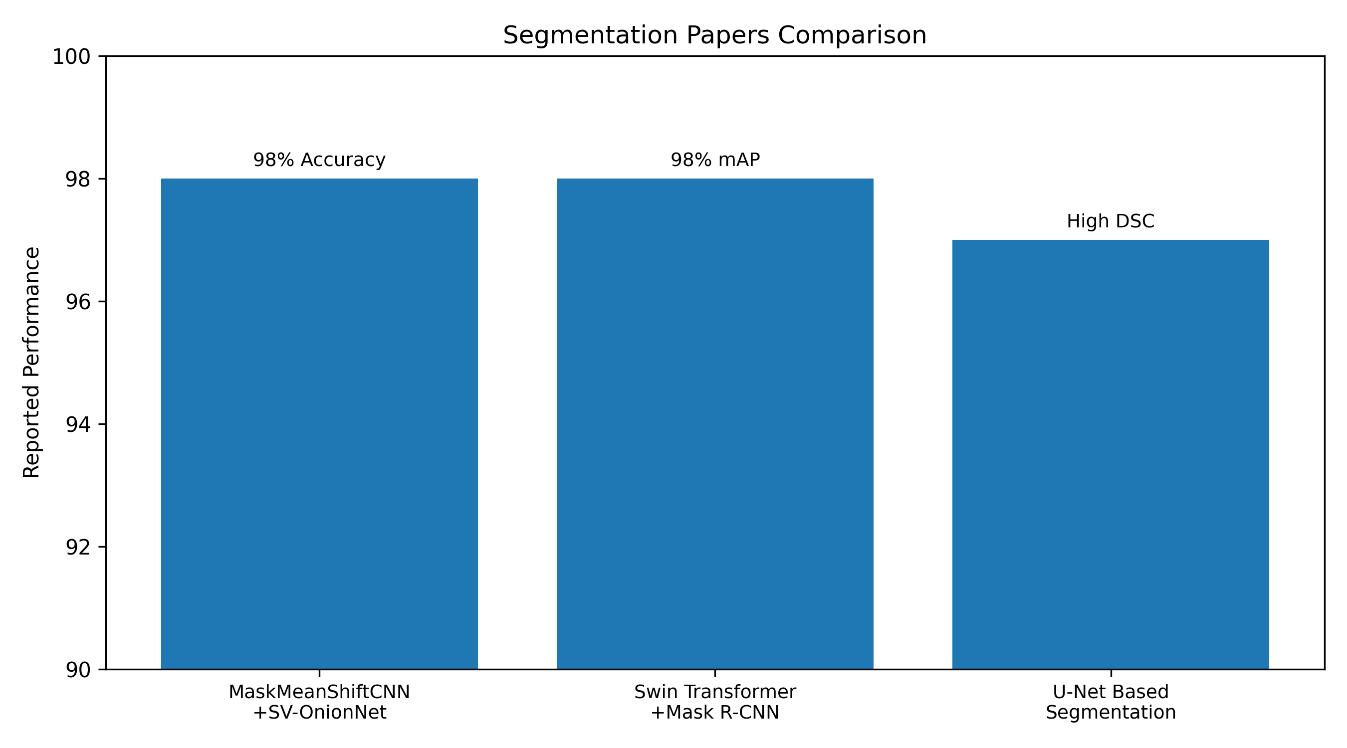 Segmentation Papers Comparison
100
98
96
94
92
90
Reported Performance
98% Accuracy
98% mAP
High DSC
MaskMeanShiftCNN
+SV-OnionNet
Swin Transformer
+Mask R-CNN
U-Net Based
Segmentation